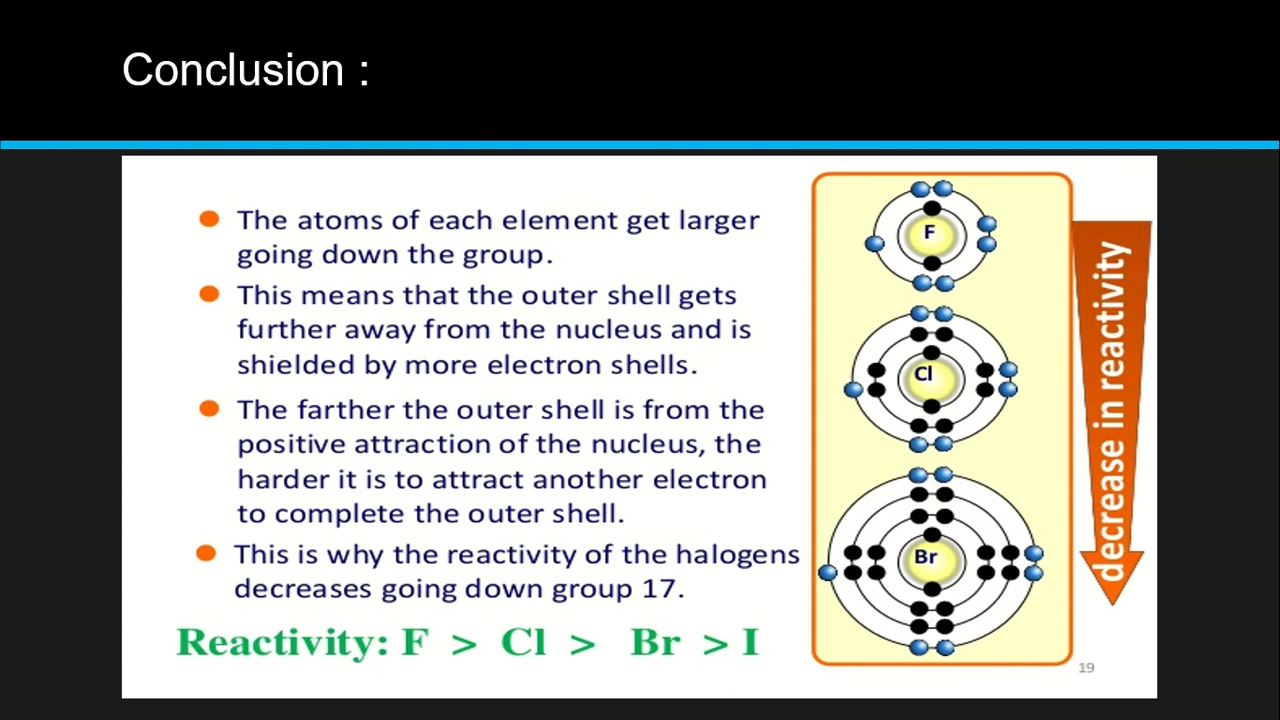 Conclusion :
The atoms of each element get larger
going down the group.
This means that the outer shell gets
further away from the nucleus and is
shielded by more electron shells.
The farther the outer shell is from the
positive attraction of the nucleus, the
harder it is to attract another electron
to complete the outer shell.
This is why the reactivity of the halogens
decreases going down group 17.
Reactivity: F > Cl > Br > I
F
Cl
Br
decrease in reactivity
19